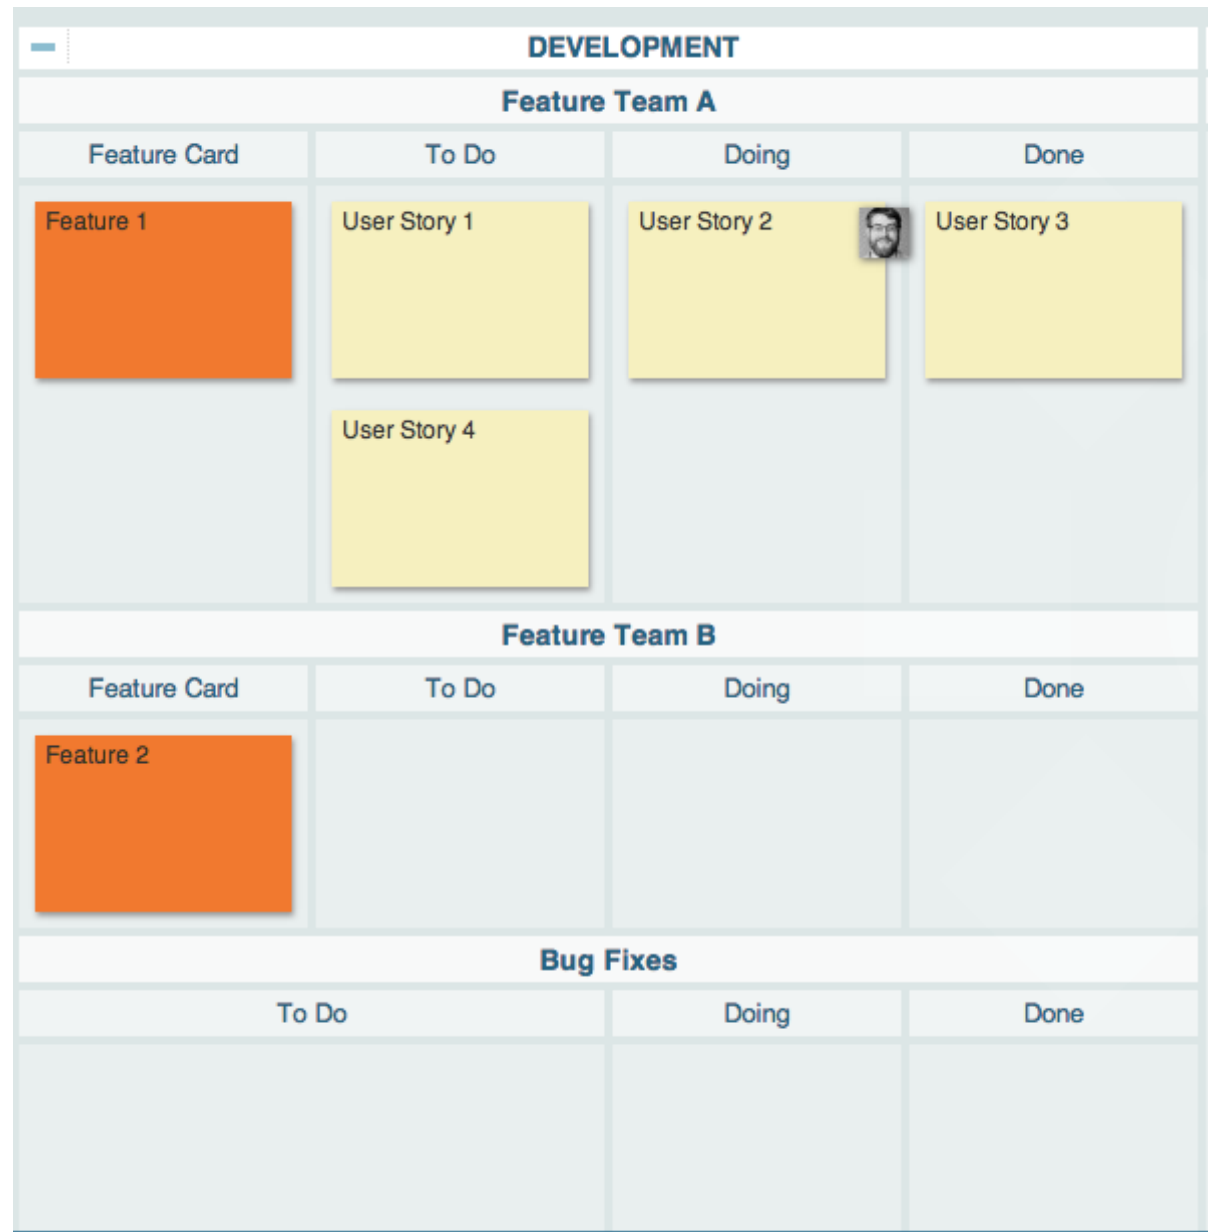 DEVELOPMENT
Feature Team A
Feature Card To Do Doing Done
Feature 1 User Story 1 User Story 2 User Story 3
User Story 4
Feature Team B
Feature Card To Do Doing Done
Feature 2
Bug Fixes
To Do Doing Done